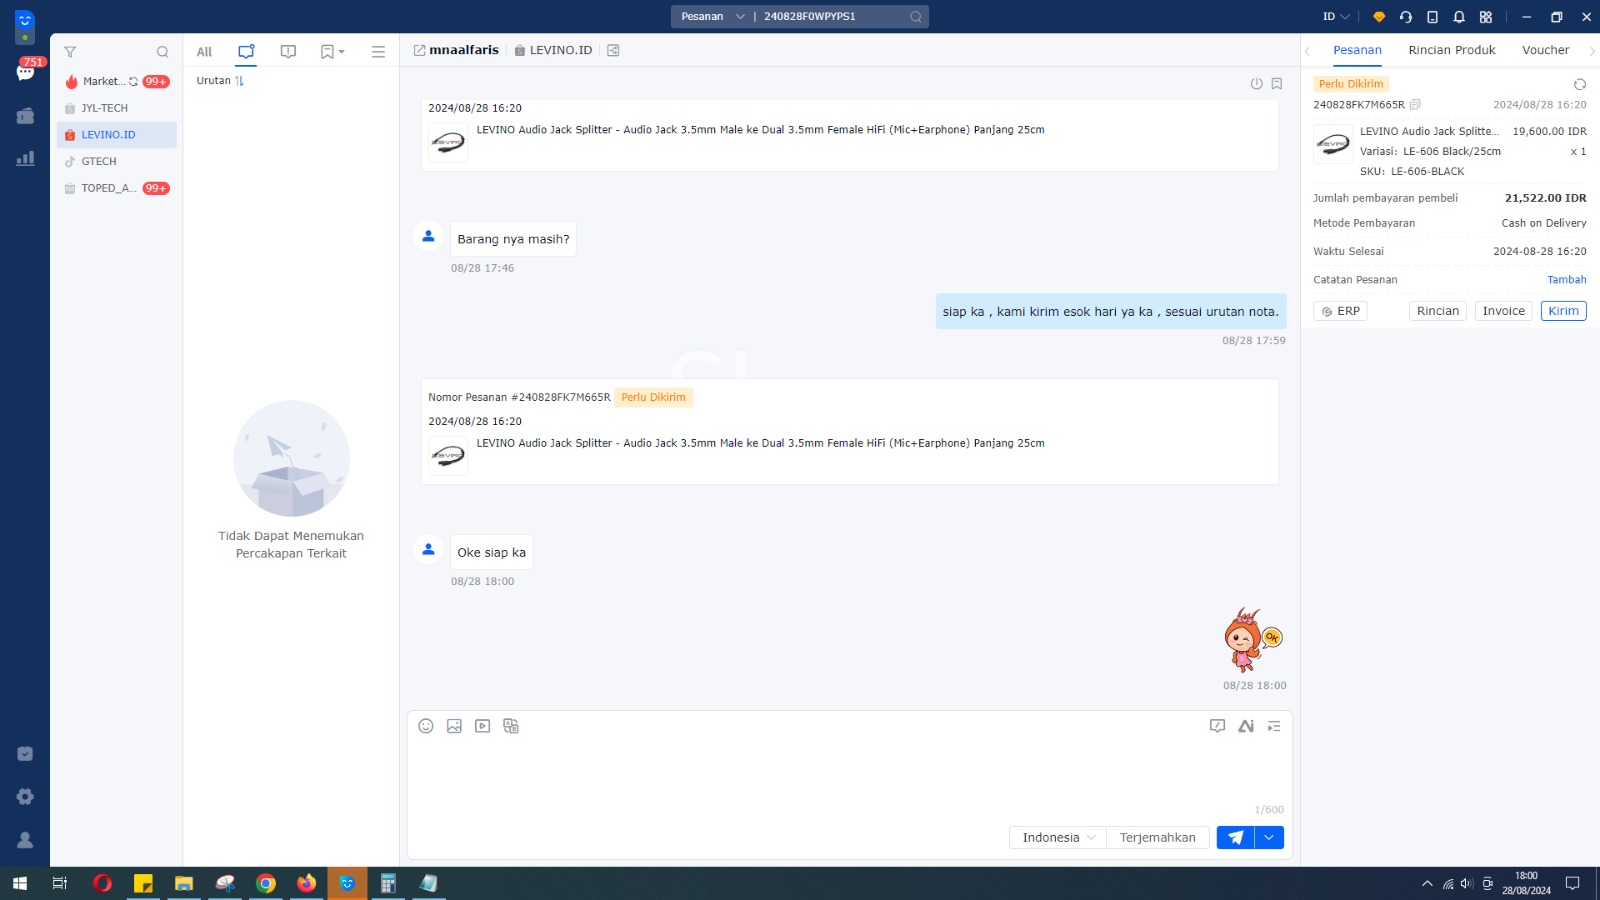 Pesanan | 240828F0WPYPS1
ID
751
All
Market... 99+
JYL-TECH
LEVINO.ID
GTECH
TOPED_A... 99+
Urutan
Tidak Dapat Menemukan
Percakapan Terkait
mnaalfaris LEVINO.ID
2024/08/28 16:20
LEVINO Audio Jack Splitter - Audio Jack 3.5mm Male ke Dual 3.5mm Female HiFi (Mic+Earphone) Panjang 25cm
Barang nya masih?
08/28 17:46
siap ka , kami kirim esok hari ya ka , sesuai urutan nota.
08/28 17:59
Nomor Pesanan #240828FK7M665R Perlu Dikirim
2024/08/28 16:20
LEVINO Audio Jack Splitter - Audio Jack 3.5mm Male ke Dual 3.5mm Female HiFi (Mic+Earphone) Panjang 25cm
Oke siap ka
08/28 18:00
OK
08/28 18:00
1/600
Indonesia Terjemahkan
Pesanan Rincian Produk Voucher
Perlu Dikirim
240828FK7M665R 2024/08/28 16:20
LEVINO Audio Jack Splitte... 19,600.00 IDR
Variasi: LE-606 Black/25cm x 1
SKU: LE-606-BLACK
Jumlah pembayaran pembeli 21,522.00 IDR
Metode Pembayaran Cash on Delivery
Waktu Selesai 2024-08-28 16:20
Catatan Pesanan Tambah
ERP Rincian Invoice Kirim
18:00
28/08/2024